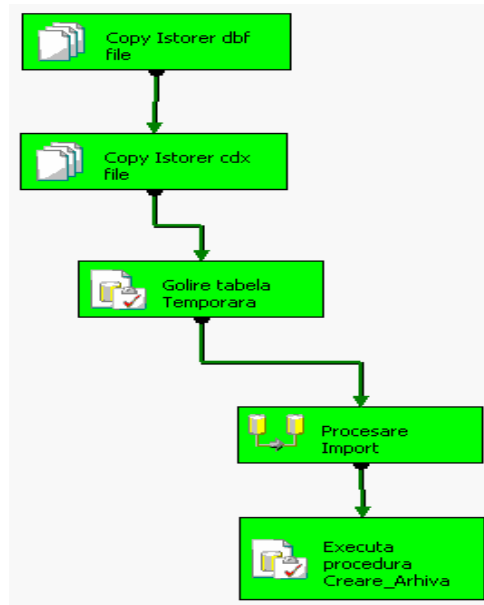 Copy Istorer dbf
file
Copy Istorer cdx
file
Golire tabela
Temporara
Procesare
Import
Executa
procedura
Creare_Arhiva